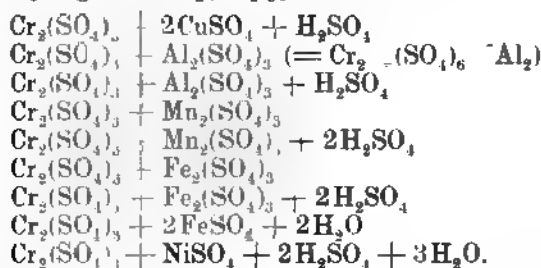 Cr₂(SO₄)₃ + 2CuSO₄ + H₂SO₄
Cr₂(SO₄)₃ + Al₂(SO₄)₃ (= Cr₂ (SO₄)₆ Al₂)
Cr₂(SO₄)₃ + Al₂(SO₄)₃ + H₂SO₄
Cr₂(SO₄)₃ + Mn₂(SO₄)₃
Cr₂(SO₄)₃ + Mn₂(SO₄)₃ + 2H₂SO₄
Cr₂(SO₄)₃ + Fe₂(SO₄)₃
Cr₂(SO₄)₃ + Fe₂(SO₄)₃ + 2H₂SO₄
Cr₂(SO₄)₃ + 2FeSO₄ + 2H₂O
Cr₂(SO₄)₃ + NiSO₄ + 2H₂SO₄ + 3H₂O.